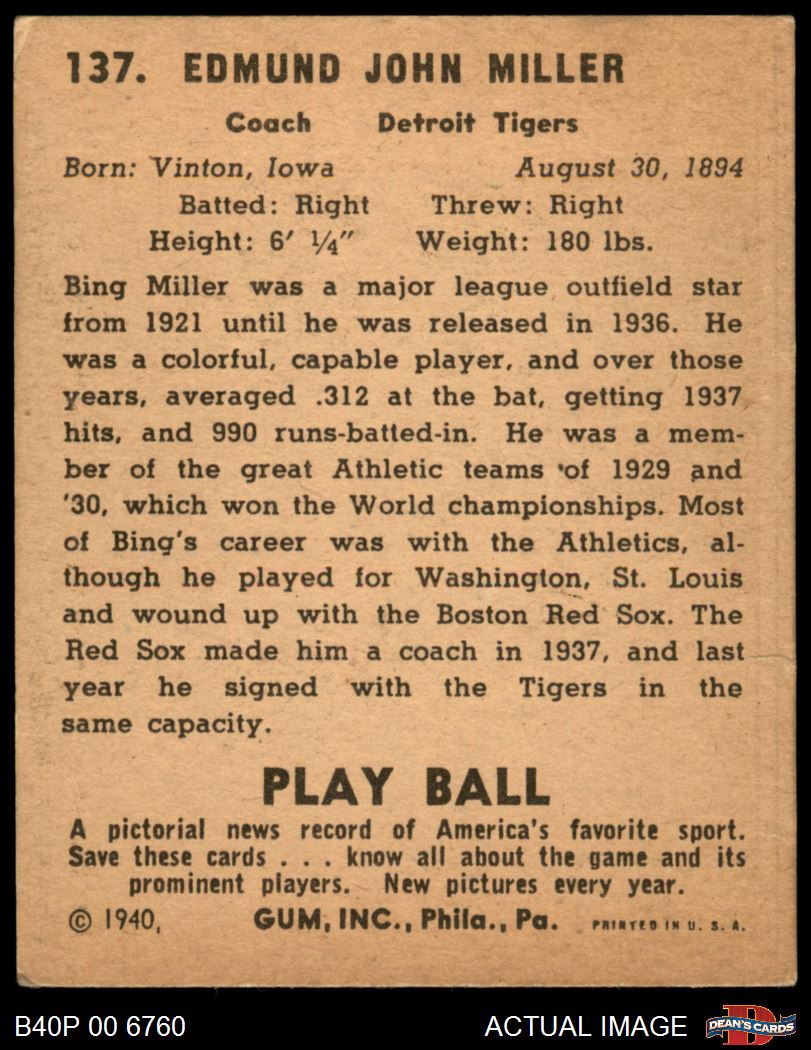 137. EDMUND JOHN MILLER
Coach Detroit Tigers
Born: Vinton, Iowa August 30, 1894
Batted: Right Threw: Right
Height: 6′ ¼″ Weight: 180 lbs.
Bing Miller was a major league outfield star
from 1921 until he was released in 1936. He
was a colorful, capable player, and over those
years, averaged .312 at the bat, getting 1937
hits, and 990 runs-batted-in. He was a mem-
ber of the great Athletic teams of 1929 and
'30, which won the World championships. Most
of Bing's career was with the Athletics, al-
though he played for Washington, St. Louis
and wound up with the Boston Red Sox. The
Red Sox made him a coach in 1937, and last
year he signed with the Tigers in the
same capacity.
PLAY BALL
A pictorial news record of America's favorite sport.
Save these cards . . . know all about the game and its
prominent players. New pictures every year.
© 1940, GUM, INC., Phila., Pa. PRINTED IN U. S. A.
B40P 00 6760 ACTUAL IMAGE DEAN'S CARDS